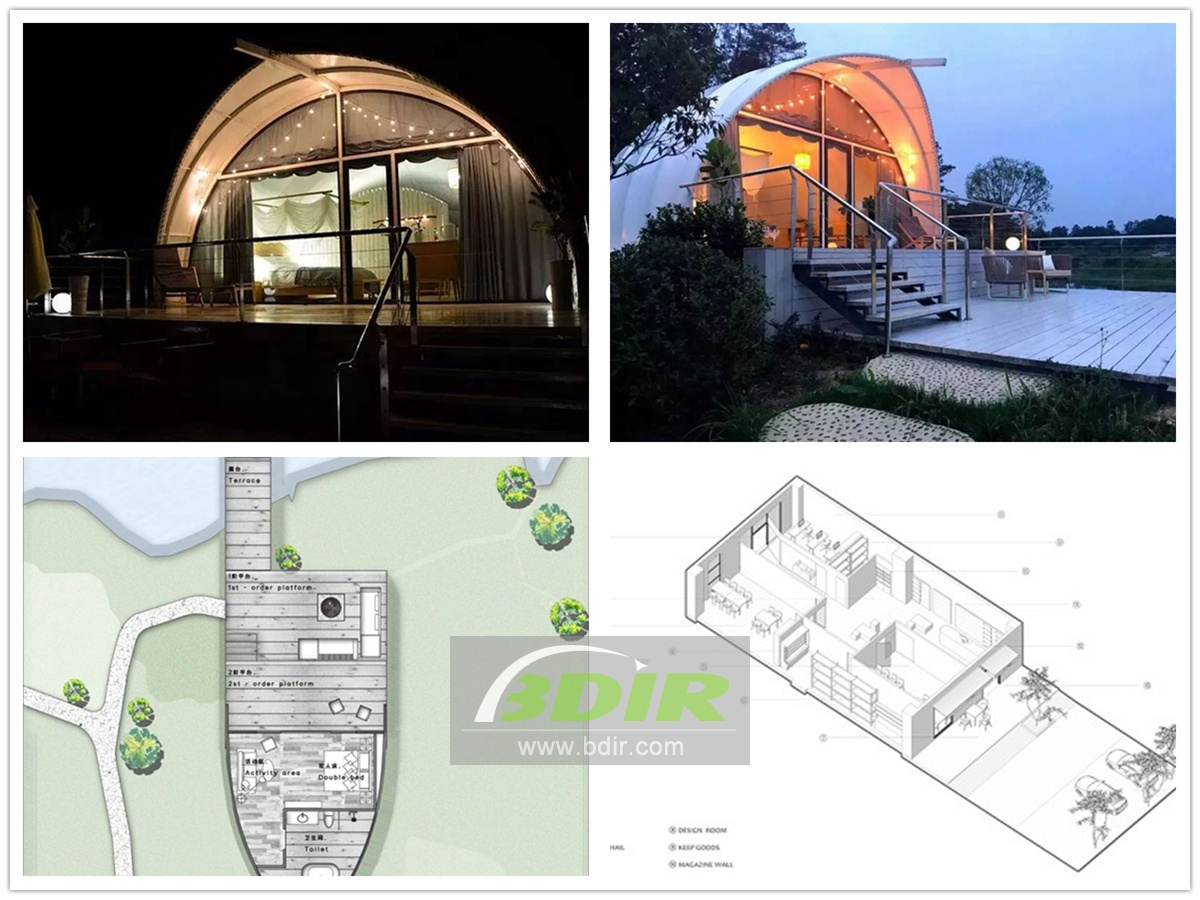 露台、
Terrace
1阶平台、
1st - order platform
2阶平台、
2st - order platform
活动区、
Activity area
双人床、
Double bed
卫生间、
Toilet
BDIR
www.bdir.com
DESIGN ROOM
HAIL
KEEP GOODS
MAGAZINE WALL